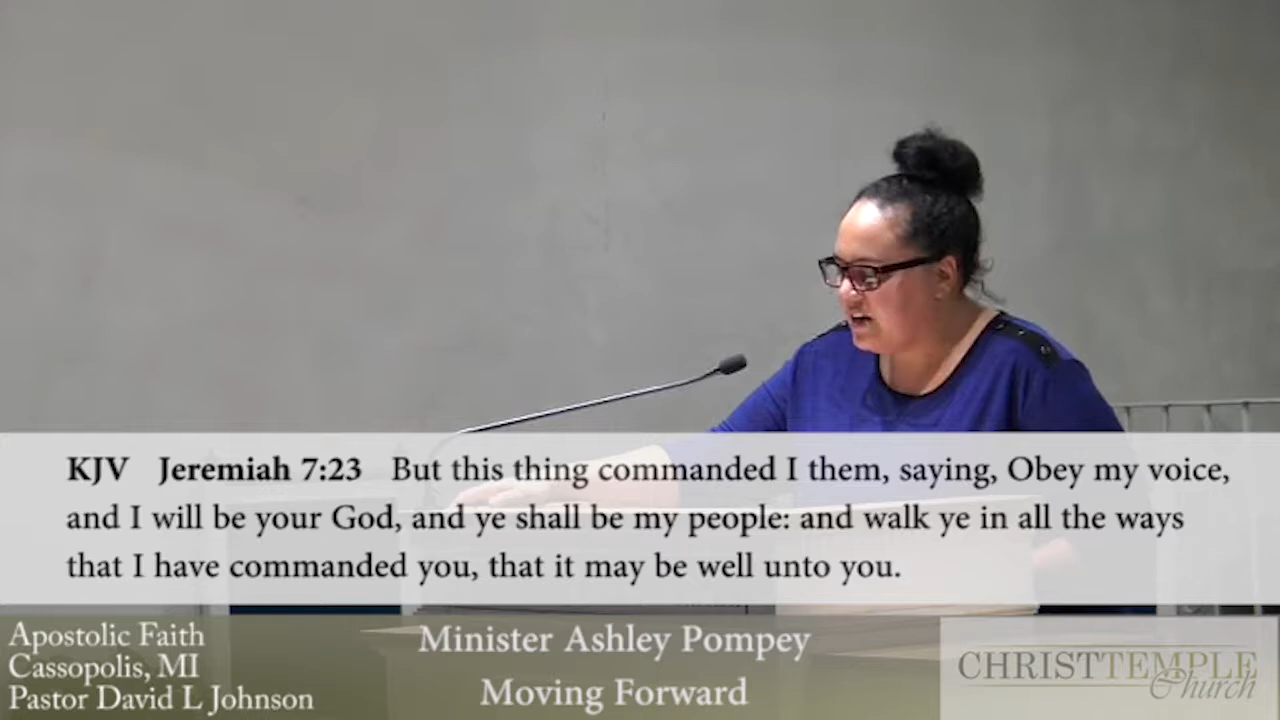 KJV Jeremiah 7:23 But this thing commanded I them, saying, Obey my voice,
and I will be your God, and ye shall be my people: and walk ye in all the ways
that I have commanded you, that it may be well unto you.
Apostolic Faith
Cassopolis, MI
Pastor David L Johnson
Minister Ashley Pompey
Moving Forward
CHRISTTEMPLE
Church